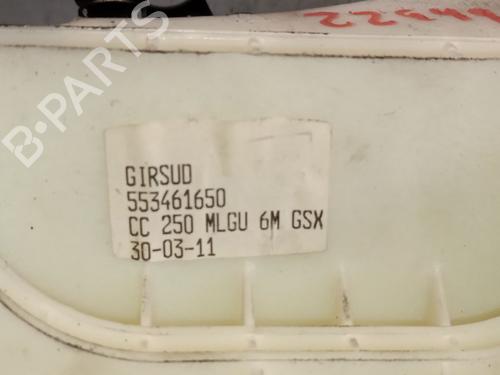 B-PARTS
GIRSUD
553461650
CC 250 MLGU 6M GSX
30-03-11